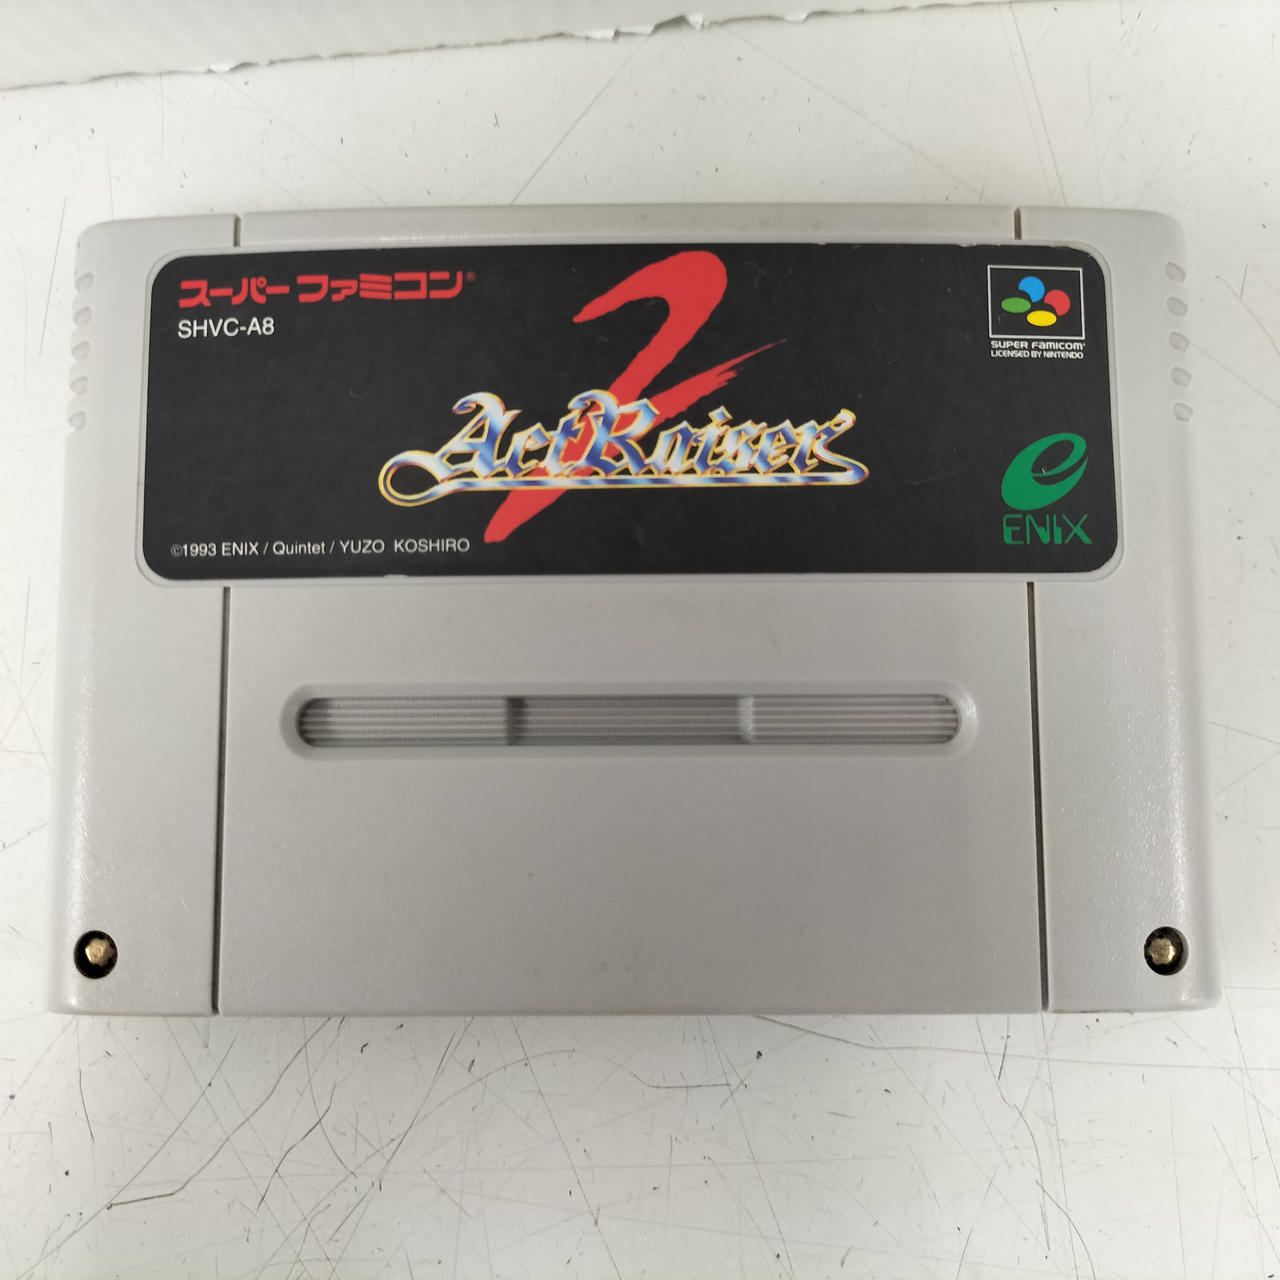 スーパーファミコン®
SHVC-A8
2
ActRaiser
SUPER FAMICOM
LICENSED BY NINTENDO
ENIX
©1993 ENIX / Quintet / YUZO KOSHIRO